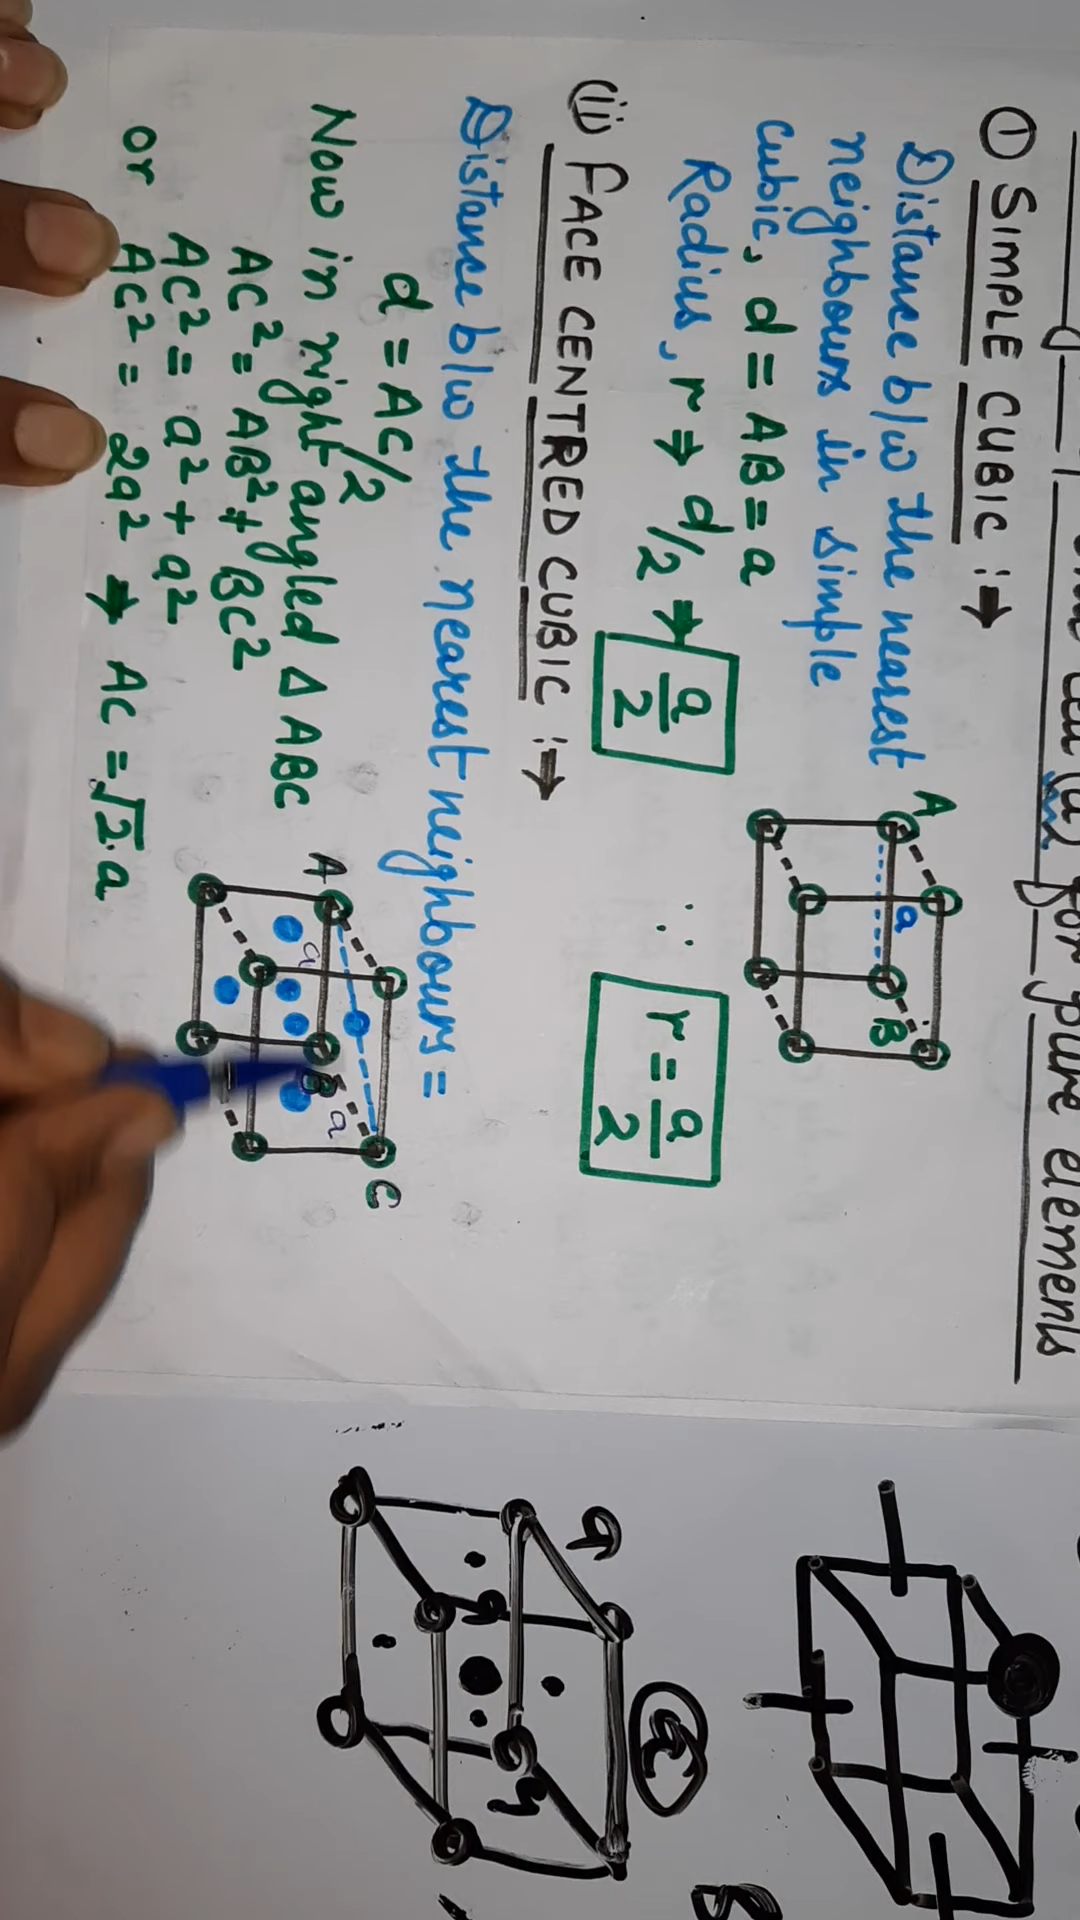 for pure elements
① SIMPLE CUBIC :→
Distance b/w the nearest
neighbours in simple
cubic, d = AB = a
Radius, r → d/2 → a/2 ∴ r = a/2
A
a
B
(ii) FACE CENTRED CUBIC :→
Distance b/w the nearest neighbours =
d = AC/2
Now in right angled Δ ABC
AC² = AB² + BC²
AC² = a² + a²
or AC² = 2a² → AC = √2.a
A
a
B
a
C
a
B